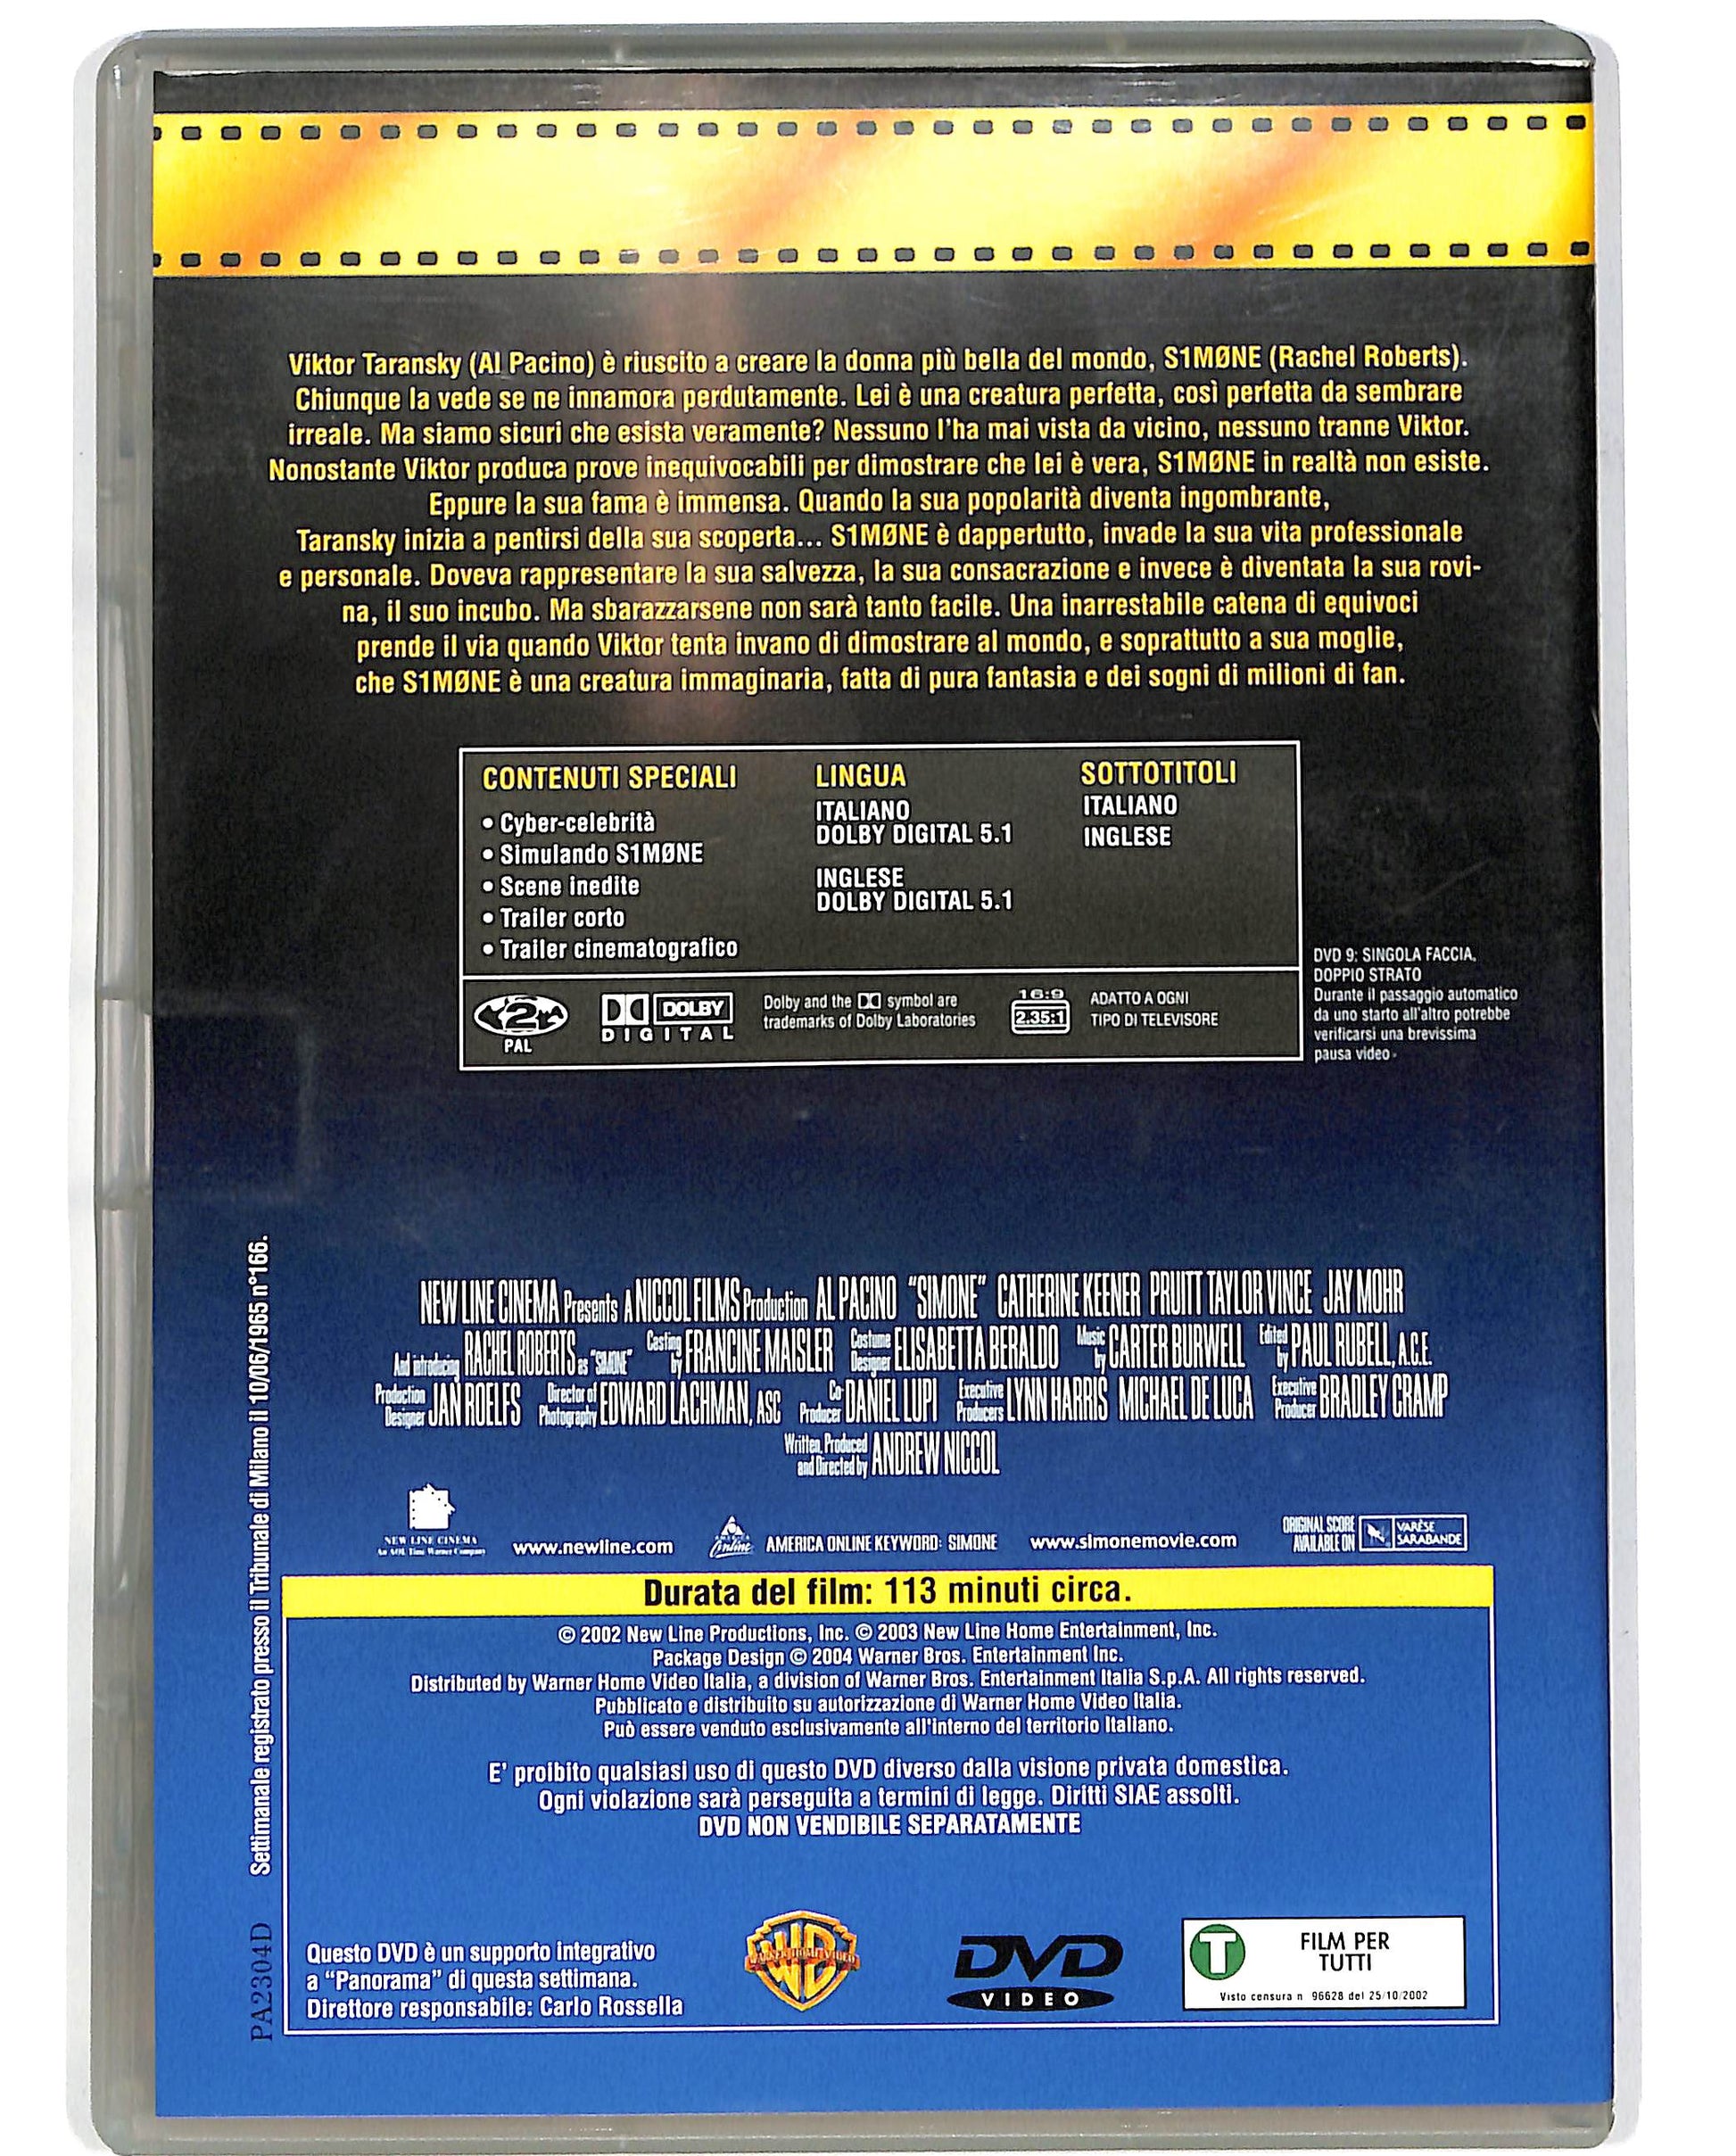 Viktor Taransky (Al Pacino) è riuscito a creare la donna più bella del mondo, S1MØNE (Rachel Roberts).
Chiunque la vede se ne innamora perdutamente. Lei è una creatura perfetta, così perfetta da sembrare
irreale. Ma siamo sicuri che esista veramente? Nessuno l'ha mai vista da vicino, nessuno tranne Viktor.
Nonostante Viktor produca prove inequivocabili per dimostrare che lei è vera, S1MØNE in realtà non esiste.
Eppure la sua fama è immensa. Quando la sua popolarità diventa ingombrante,
Taransky inizia a pentirsi della sua scoperta... S1MØNE è dappertutto, invade la sua vita professionale
e personale. Doveva rappresentare la sua salvezza, la sua consacrazione e invece è diventata la sua rovi-
na, il suo incubo. Ma sbarazzarsene non sarà tanto facile. Una inarrestabile catena di equivoci
prende il via quando Viktor tenta invano di dimostrare al mondo, e soprattutto a sua moglie,
che S1MØNE è una creatura immaginaria, fatta di pura fantasia e dei sogni di milioni di fan.
CONTENUTI SPECIALI
• Cyber-celebrità
• Simulando S1MØNE
• Scene inedite
• Trailer corto
• Trailer cinematografico
LINGUA
ITALIANO
DOLBY DIGITAL 5.1
INGLESE
DOLBY DIGITAL 5.1
SOTTOTITOLI
ITALIANO
INGLESE
2
PAL
DOLBY
DIGITAL
Dolby and the DD symbol are
trademarks of Dolby Laboratories
16:9
2.35:1
ADATTO A OGNI
TIPO DI TELEVISORE
DVD 9: SINGOLA FACCIA,
DOPPIO STRATO
Durante il passaggio automatico
da uno starto all'altro potrebbe
verificarsi una brevissima
pausa video
NEW LINE CINEMA Presents A NICCOL FILMS Production AL PACINO "SIMONE" CATHERINE KEENER PRUITT TAYLOR VINCE JAY MOHR
And introducing RACHEL ROBERTS as "SIMONE" Casting by FRANCINE MAISLER Costume Designer ELISABETTA BERALDO Music by CARTER BURWELL Edited by PAUL RUBELL, A.C.E.
Production Designer JAN ROELFS Director of Photography EDWARD LACHMAN, ASC Co-Producer DANIEL LUPI Executive Producers LYNN HARRIS MICHAEL DE LUCA Executive Producer BRADLEY CRAMP
Written, Produced and Directed by ANDREW NICCOL
NEW LINE CINEMA
An AOL Time Warner Company
www.newline.com
AMERICA Online
AMERICA ONLINE KEYWORD: SIMONE
www.simonemovie.com
ORIGINAL SCORE
AVAILABLE ON
VARÈSE
SARABANDE
Durata del film: 113 minuti circa.
© 2002 New Line Productions, Inc. © 2003 New Line Home Entertainment, Inc.
Package Design © 2004 Warner Bros. Entertainment Inc.
Distributed by Warner Home Video Italia, a division of Warner Bros. Entertainment Italia S.p.A. All rights reserved.
Pubblicato e distribuito su autorizzazione di Warner Home Video Italia.
Può essere venduto esclusivamente all'interno del territorio Italiano.
E' proibito qualsiasi uso di questo DVD diverso dalla visione privata domestica.
Ogni violazione sarà perseguita a termini di legge. Diritti SIAE assolti.
DVD NON VENDIBILE SEPARATAMENTE
Questo DVD è un supporto integrativo
a "Panorama" di questa settimana.
Direttore responsabile: Carlo Rossella
WB
WARNER HOME VIDEO
DVD
VIDEO
T
FILM PER
TUTTI
Visto censura n 96628 del 25/10/2002
Settimanale registrato presso il Tribunale di Milano il 10/06/1965 n°166.
PA2304D